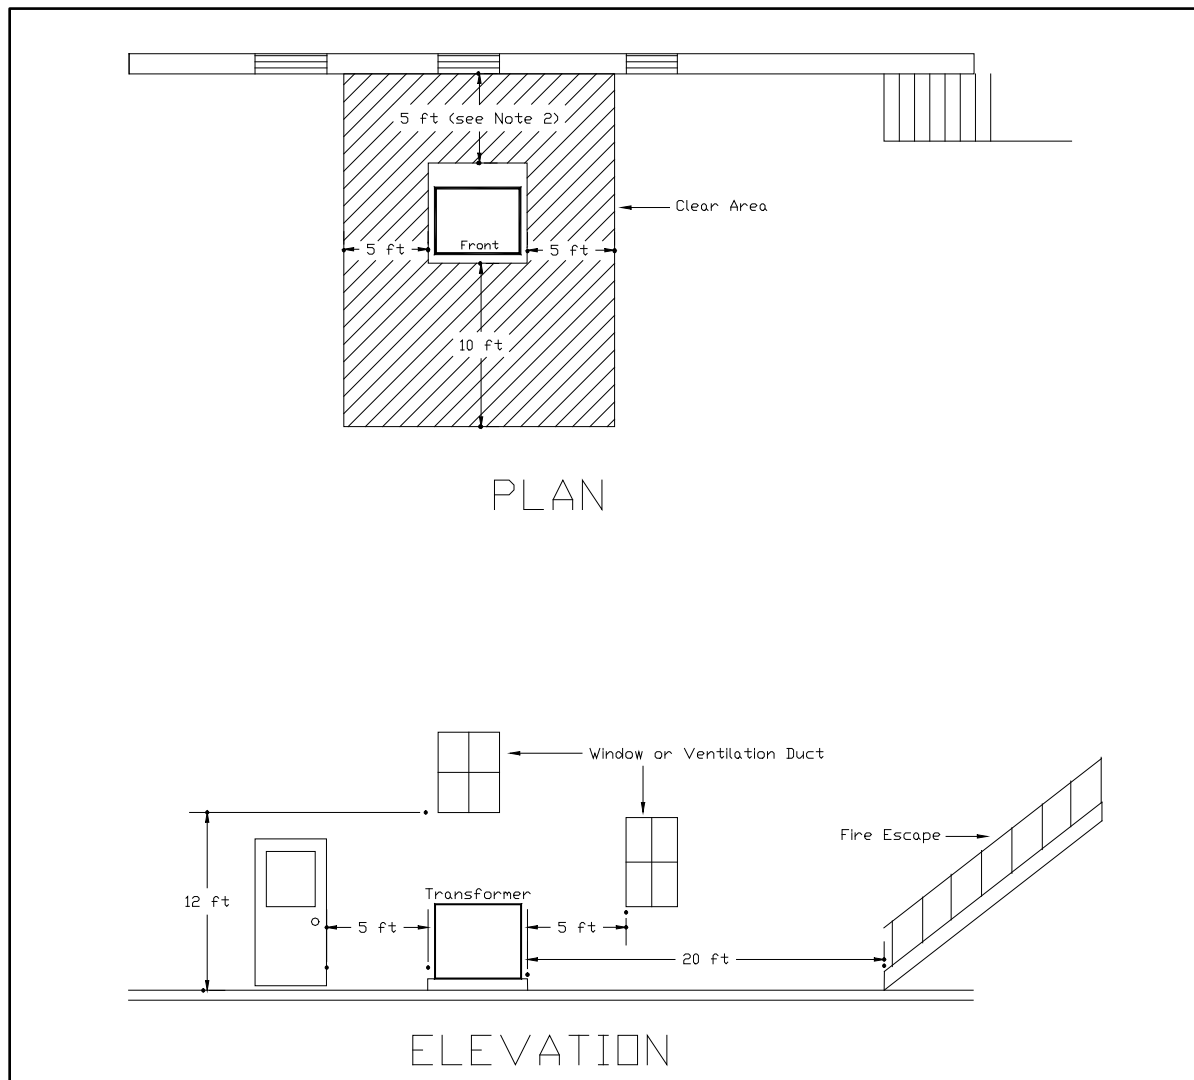 5 ft (see Note 2)
Clear Area
Front
5 ft
5 ft
10 ft
PLAN
Window or Ventilation Duct
Fire Escape
Transformer
12 ft
5 ft
5 ft
20 ft
ELEVATION